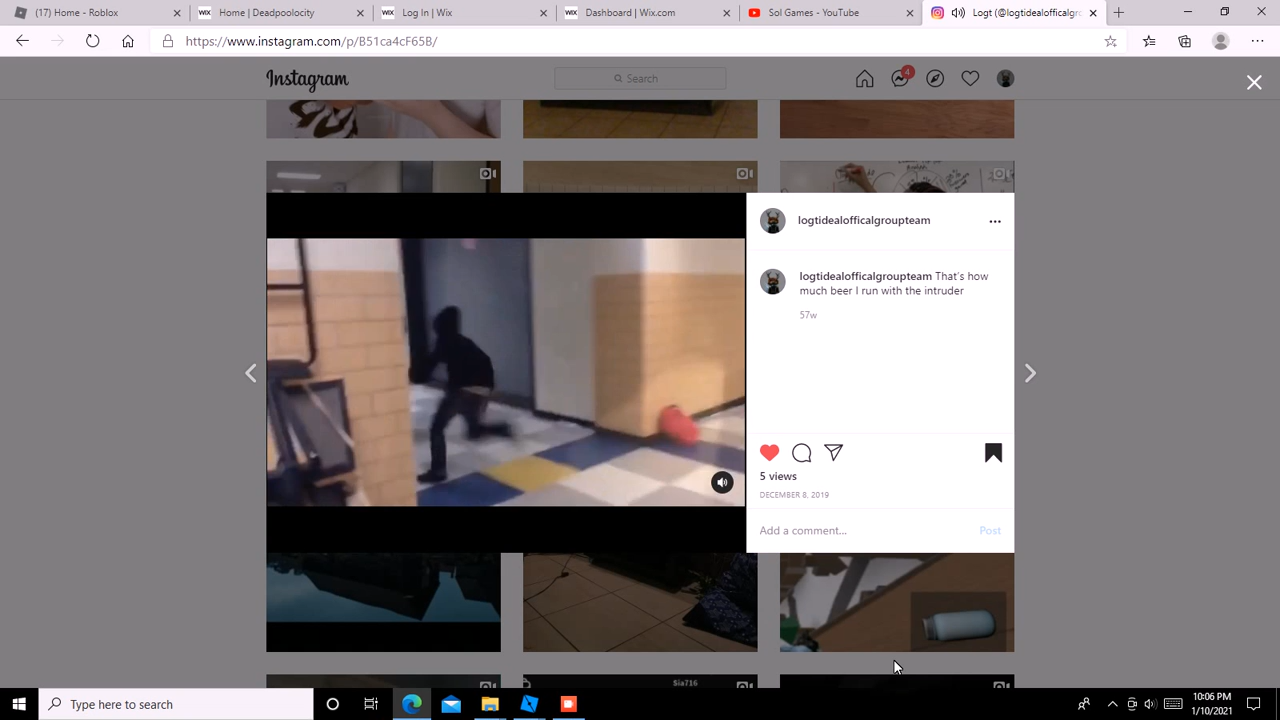 (17) Home - Roblox
Home | Deadpoolocity
Log In | Wix
Dashboard | Wix.com
Sol Games - YouTube
Logt (@logtidealofficalgro
https://www.instagram.com/p/B51ca4cF65B/
Instagram
Search
4
logtidealofficalgroupteam
logtidealofficalgroupteam That's how
much beer I run with the intruder
57w
5 views
DECEMBER 8, 2019
Add a comment...
Post
Sia716
Type here to search
10:06 PM
1/10/2021